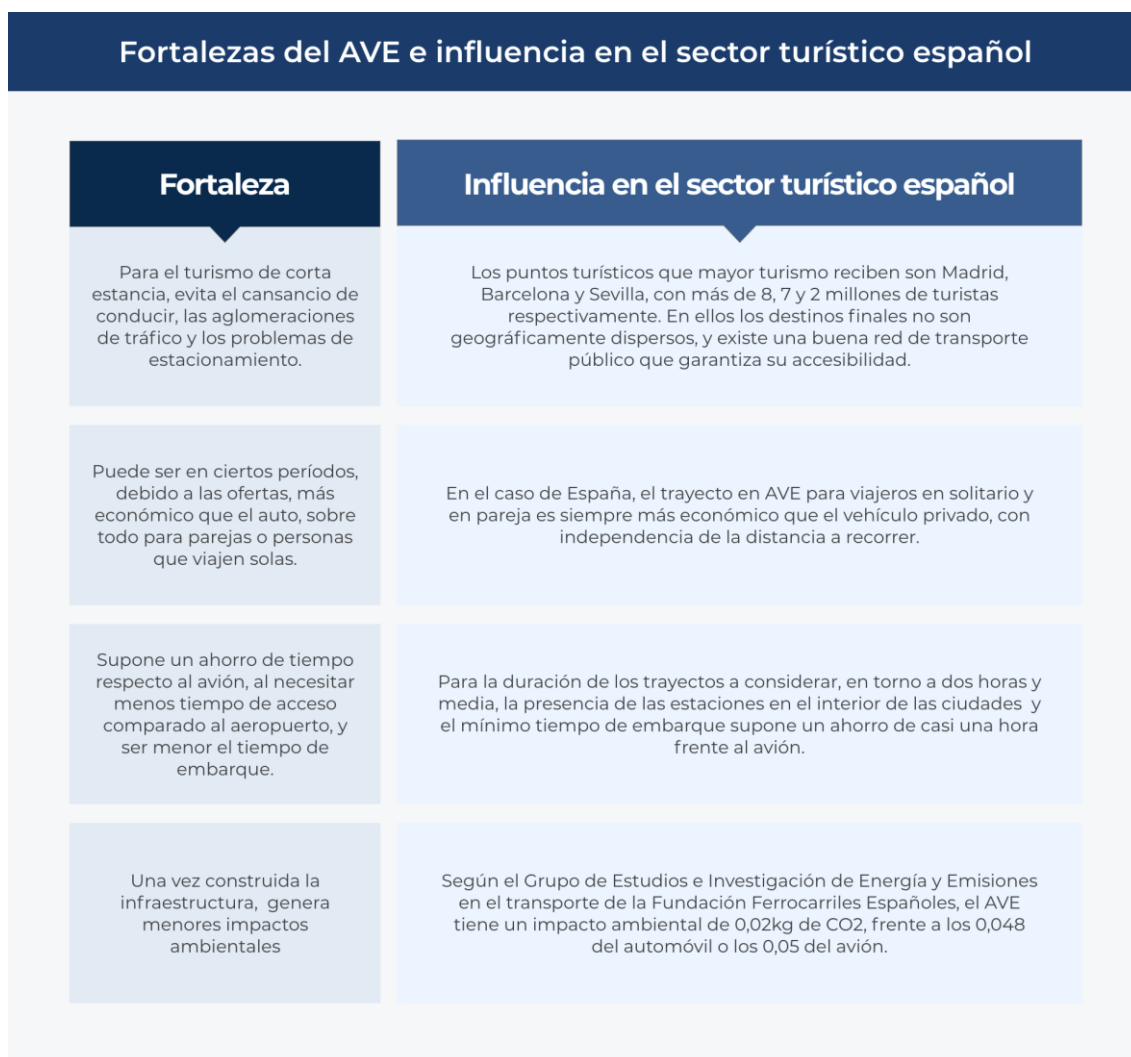 Fortalezas del AVE e influencia en el sector turístico español
Fortaleza
Influencia en el sector turístico español
Para el turismo de corta
estancia, evita el cansancio de
conducir, las aglomeraciones
de tráfico y los problemas de
estacionamiento.
Los puntos turísticos que mayor turismo reciben son Madrid,
Barcelona y Sevilla, con más de 8, 7 y 2 millones de turistas
respectivamente. En ellos los destinos finales no son
geográficamente dispersos, y existe una buena red de transporte
público que garantiza su accesibilidad.
Puede ser en ciertos períodos,
debido a las ofertas, más
económico que el auto, sobre
todo para parejas o personas
que viajen solas.
En el caso de España, el trayecto en AVE para viajeros en solitario y
en pareja es siempre más económico que el vehículo privado, con
independencia de la distancia a recorrer.
Supone un ahorro de tiempo
respecto al avión, al necesitar
menos tiempo de acceso
comparado al aeropuerto, y
ser menor el tiempo de
embarque.
Para la duración de los trayectos a considerar, en torno a dos horas y
media, la presencia de las estaciones en el interior de las ciudades y
el mínimo tiempo de embarque supone un ahorro de casi una hora
frente al avión.
Una vez construida la
infraestructura, genera
menores impactos
ambientales
Según el Grupo de Estudios e Investigación de Energía y Emisiones
en el transporte de la Fundación Ferrocarriles Españoles, el AVE
tiene un impacto ambiental de 0,02kg de CO2, frente a los 0,048
del automóvil o los 0,05 del avión.